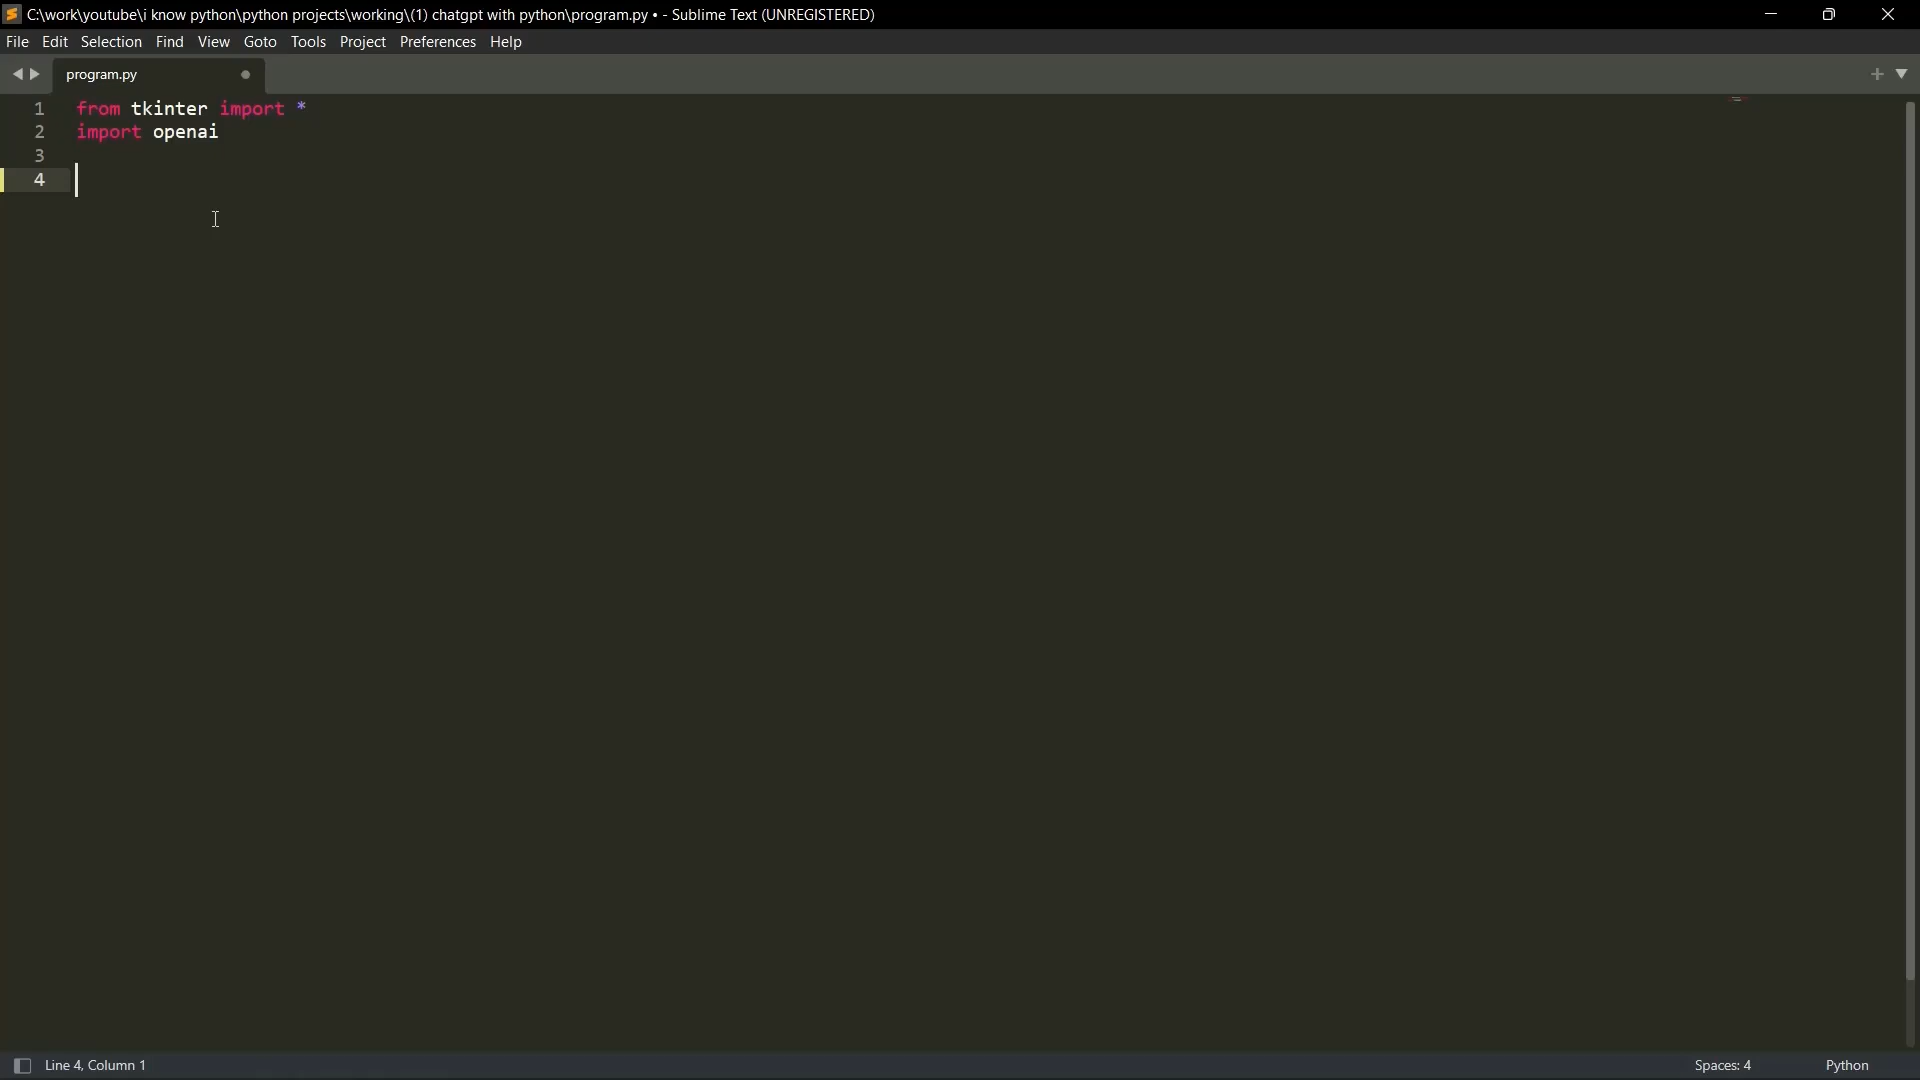 C:\work\youtube\i know python\python projects\working\(1) chatgpt with python\program.py • - Sublime Text (UNREGISTERED)
File Edit Selection Find View Goto Tools Project Preferences Help
program.py
1 from tkinter import *
2 import openai
3
4
Line 4, Column 1
Spaces: 4
Python